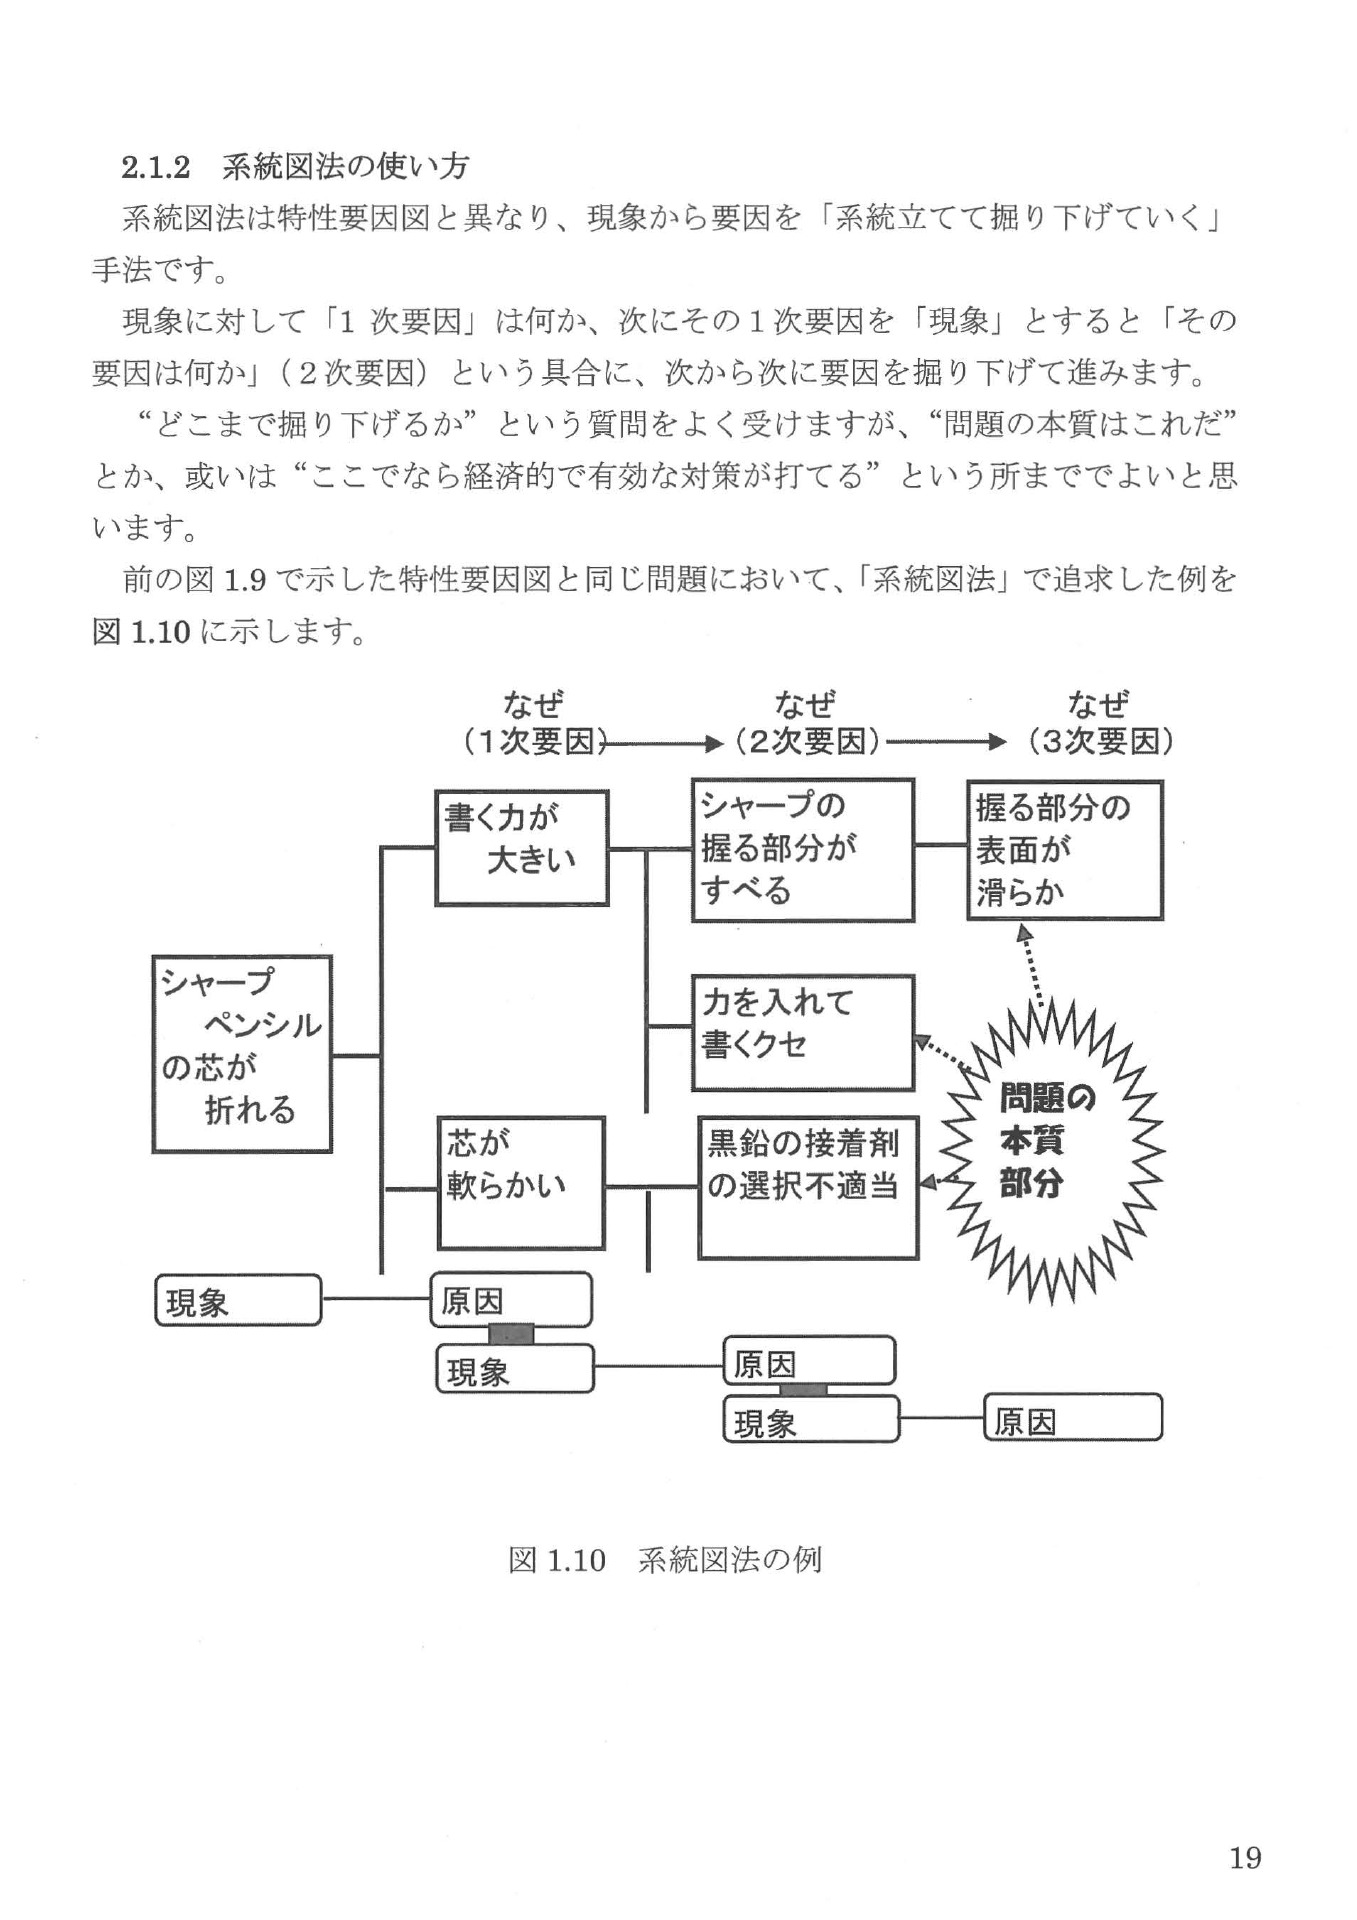 2.1.2　系統図法の使い方
系統図法は特性要因図と異なり、現象から要因を「系統立てて掘り下げていく」
手法です。
現象に対して「1 次要因」は何か、次にその１次要因を「現象」とすると「その
要因は何か」（２次要因）という具合に、次から次に要因を掘り下げて進みます。
“どこまで掘り下げるか”という質問をよく受けますが、“問題の本質はこれだ”
とか、或いは“ここでなら経済的で有効な対策が打てる”という所まででよいと思
います。
前の図 1.9 で示した特性要因図と同じ問題において、「系統図法」で追求した例を
図 1.10 に示します。
なぜ
（1次要因）
なぜ
（2次要因）
なぜ
（3次要因）
書く力が
大きい
シャープの
握る部分が
すべる
握る部分の
表面が
滑らか
シャープ
ペンシル
の芯が
折れる
力を入れて
書くクセ
問題の
本質
部分
芯が
軟らかい
黒鉛の接着剤
の選択不適当
現象
原因
現象
原因
現象
原因
図 1.10　系統図法の例
19